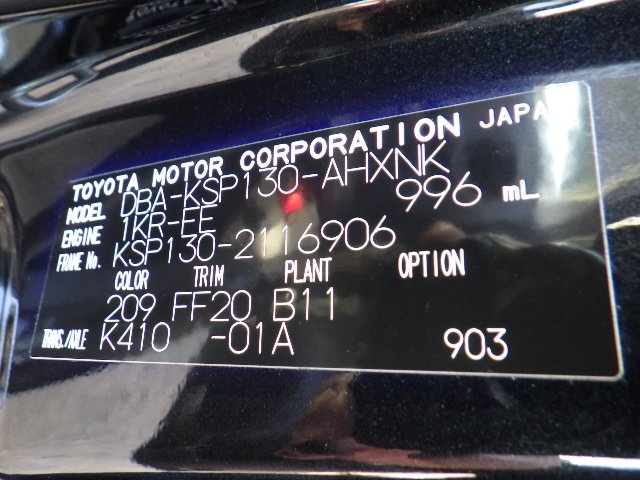 TOYOTA MOTOR CORPORATION JAPA
MODEL DBA-KSP130-AHXNK
ENGINE 1KR-FE 996 mL
FRAME No. KSP130-2116906
COLOR TRIM PLANT OPTION
209 FF20 B11
TRANS./AXLE K410 -01A 903